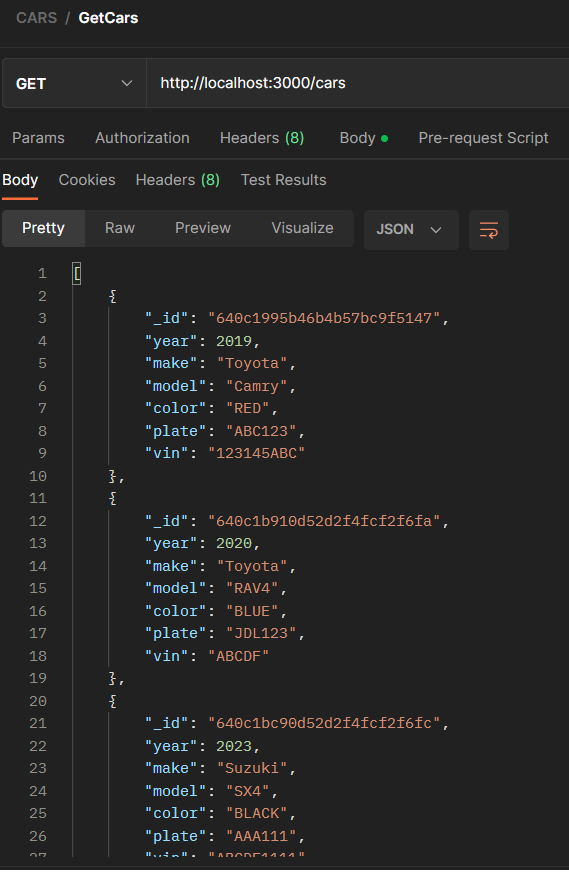 CARS / GetCars
GET http://localhost:3000/cars
Params Authorization Headers (8) Body Pre-request Script
Body Cookies Headers (8) Test Results
Pretty Raw Preview Visualize JSON
1 [
2 {
3 "_id": "640c1995b46b4b57bc9f5147",
4 "year": 2019,
5 "make": "Toyota",
6 "model": "Camry",
7 "color": "RED",
8 "plate": "ABC123",
9 "vin": "123145ABC"
10 },
11 {
12 "_id": "640c1b910d52d2f4fcf2f6fa",
13 "year": 2020,
14 "make": "Toyota",
15 "model": "RAV4",
16 "color": "BLUE",
17 "plate": "JDL123",
18 "vin": "ABCDF"
19 },
20 {
21 "_id": "640c1bc90d52d2f4fcf2f6fc",
22 "year": 2023,
23 "make": "Suzuki",
24 "model": "SX4",
25 "color": "BLACK",
26 "plate": "AAA111",
27 "vin": "ABCDF1111"